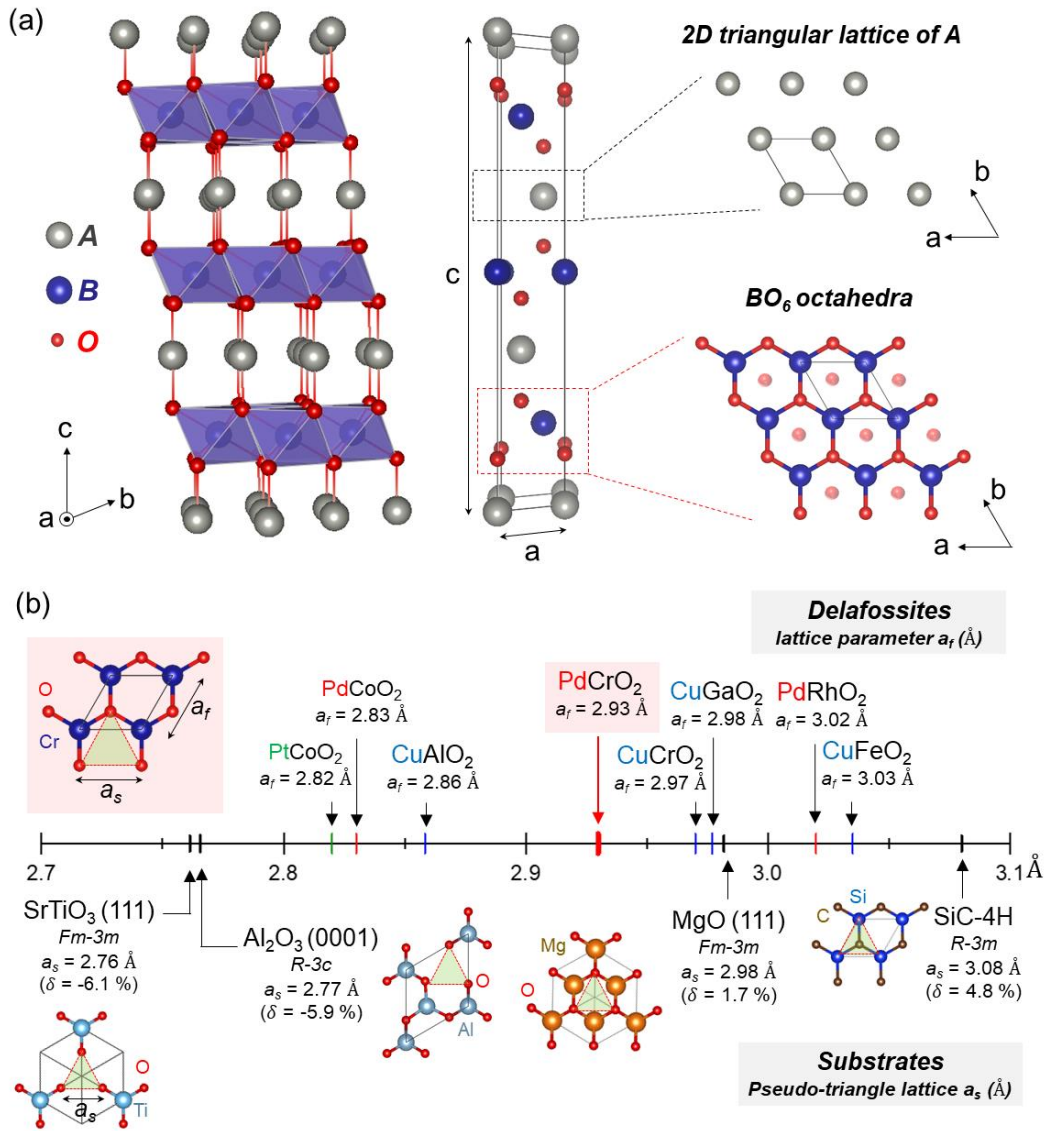 (a)
2D triangular lattice of A
b
a
A
B
O
c
BO6 octahedra
c
b
a
a
b
a
(b)
Delafossites
lattice parameter af (Å)
O
Cr
af
as
PdCoO2
af = 2.83 Å
PtCoO2
af = 2.82 Å
CuAlO2
af = 2.86 Å
PdCrO2
af = 2.93 Å
CuGaO2
af = 2.98 Å
CuCrO2
af = 2.97 Å
PdRhO2
af = 3.02 Å
CuFeO2
af = 3.03 Å
2.7
2.8
2.9
3.0
3.1
Å
SrTiO3 (111)
Fm-3m
as = 2.76 Å
(δ = -6.1 %)
O
as
Ti
Al2O3 (0001)
R-3c
as = 2.77 Å
(δ = -5.9 %)
O
Al
Mg
O
MgO (111)
Fm-3m
as = 2.98 Å
(δ = 1.7 %)
Si
C
SiC-4H
R-3m
as = 3.08 Å
(δ = 4.8 %)
Substrates
Pseudo-triangle lattice as (Å)